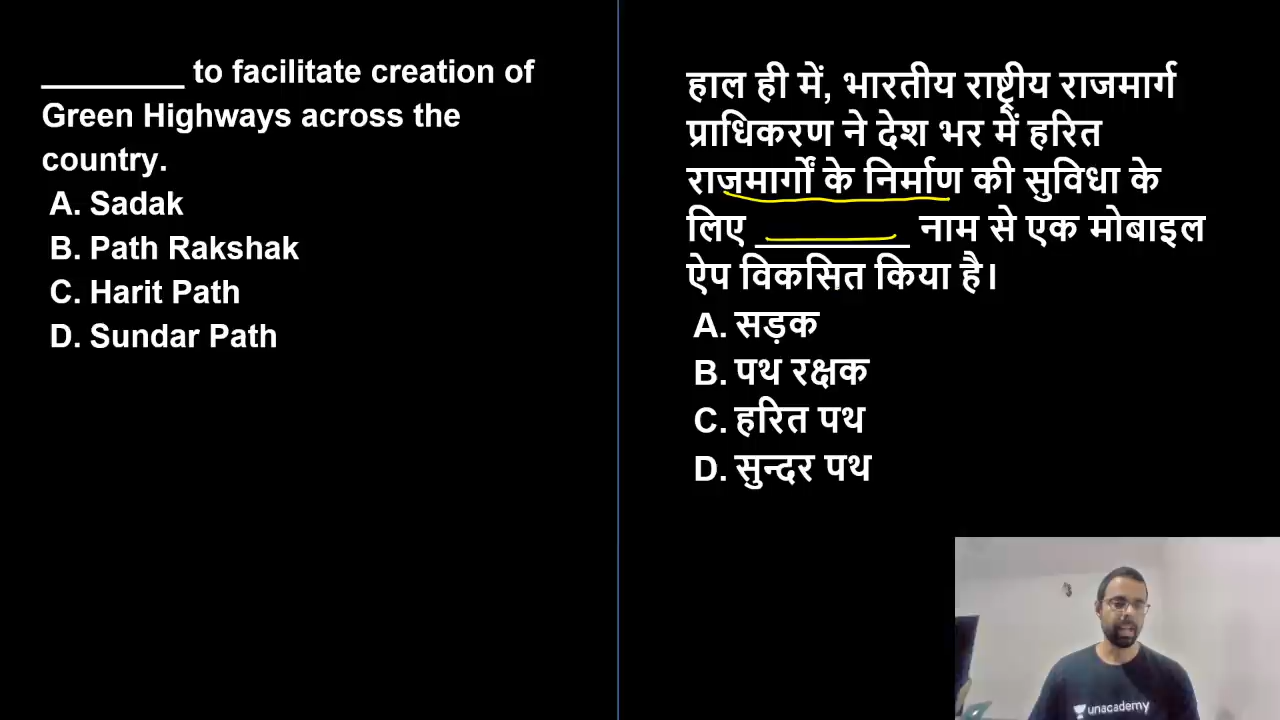 ________ to facilitate creation of
Green Highways across the
country.
A. Sadak
B. Path Rakshak
C. Harit Path
D. Sundar Path
हाल ही में, भारतीय राष्ट्रीय राजमार्ग
प्राधिकरण ने देश भर में हरित
राजमार्गों के निर्माण की सुविधा के
लिए ________ नाम से एक मोबाइल
ऐप विकसित किया है।
A. सड़क
B. पथ रक्षक
C. हरित पथ
D. सुन्दर पथ
unacademy